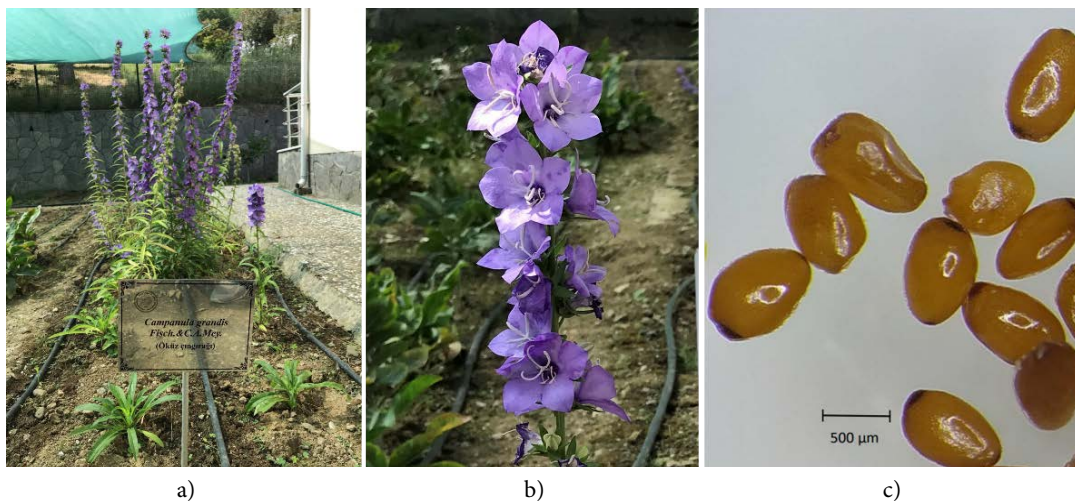 Campanula grandis
Fisch. & C.A.Mey.
(Öküz çıngırağı)
500 µm
a)
b)
c)